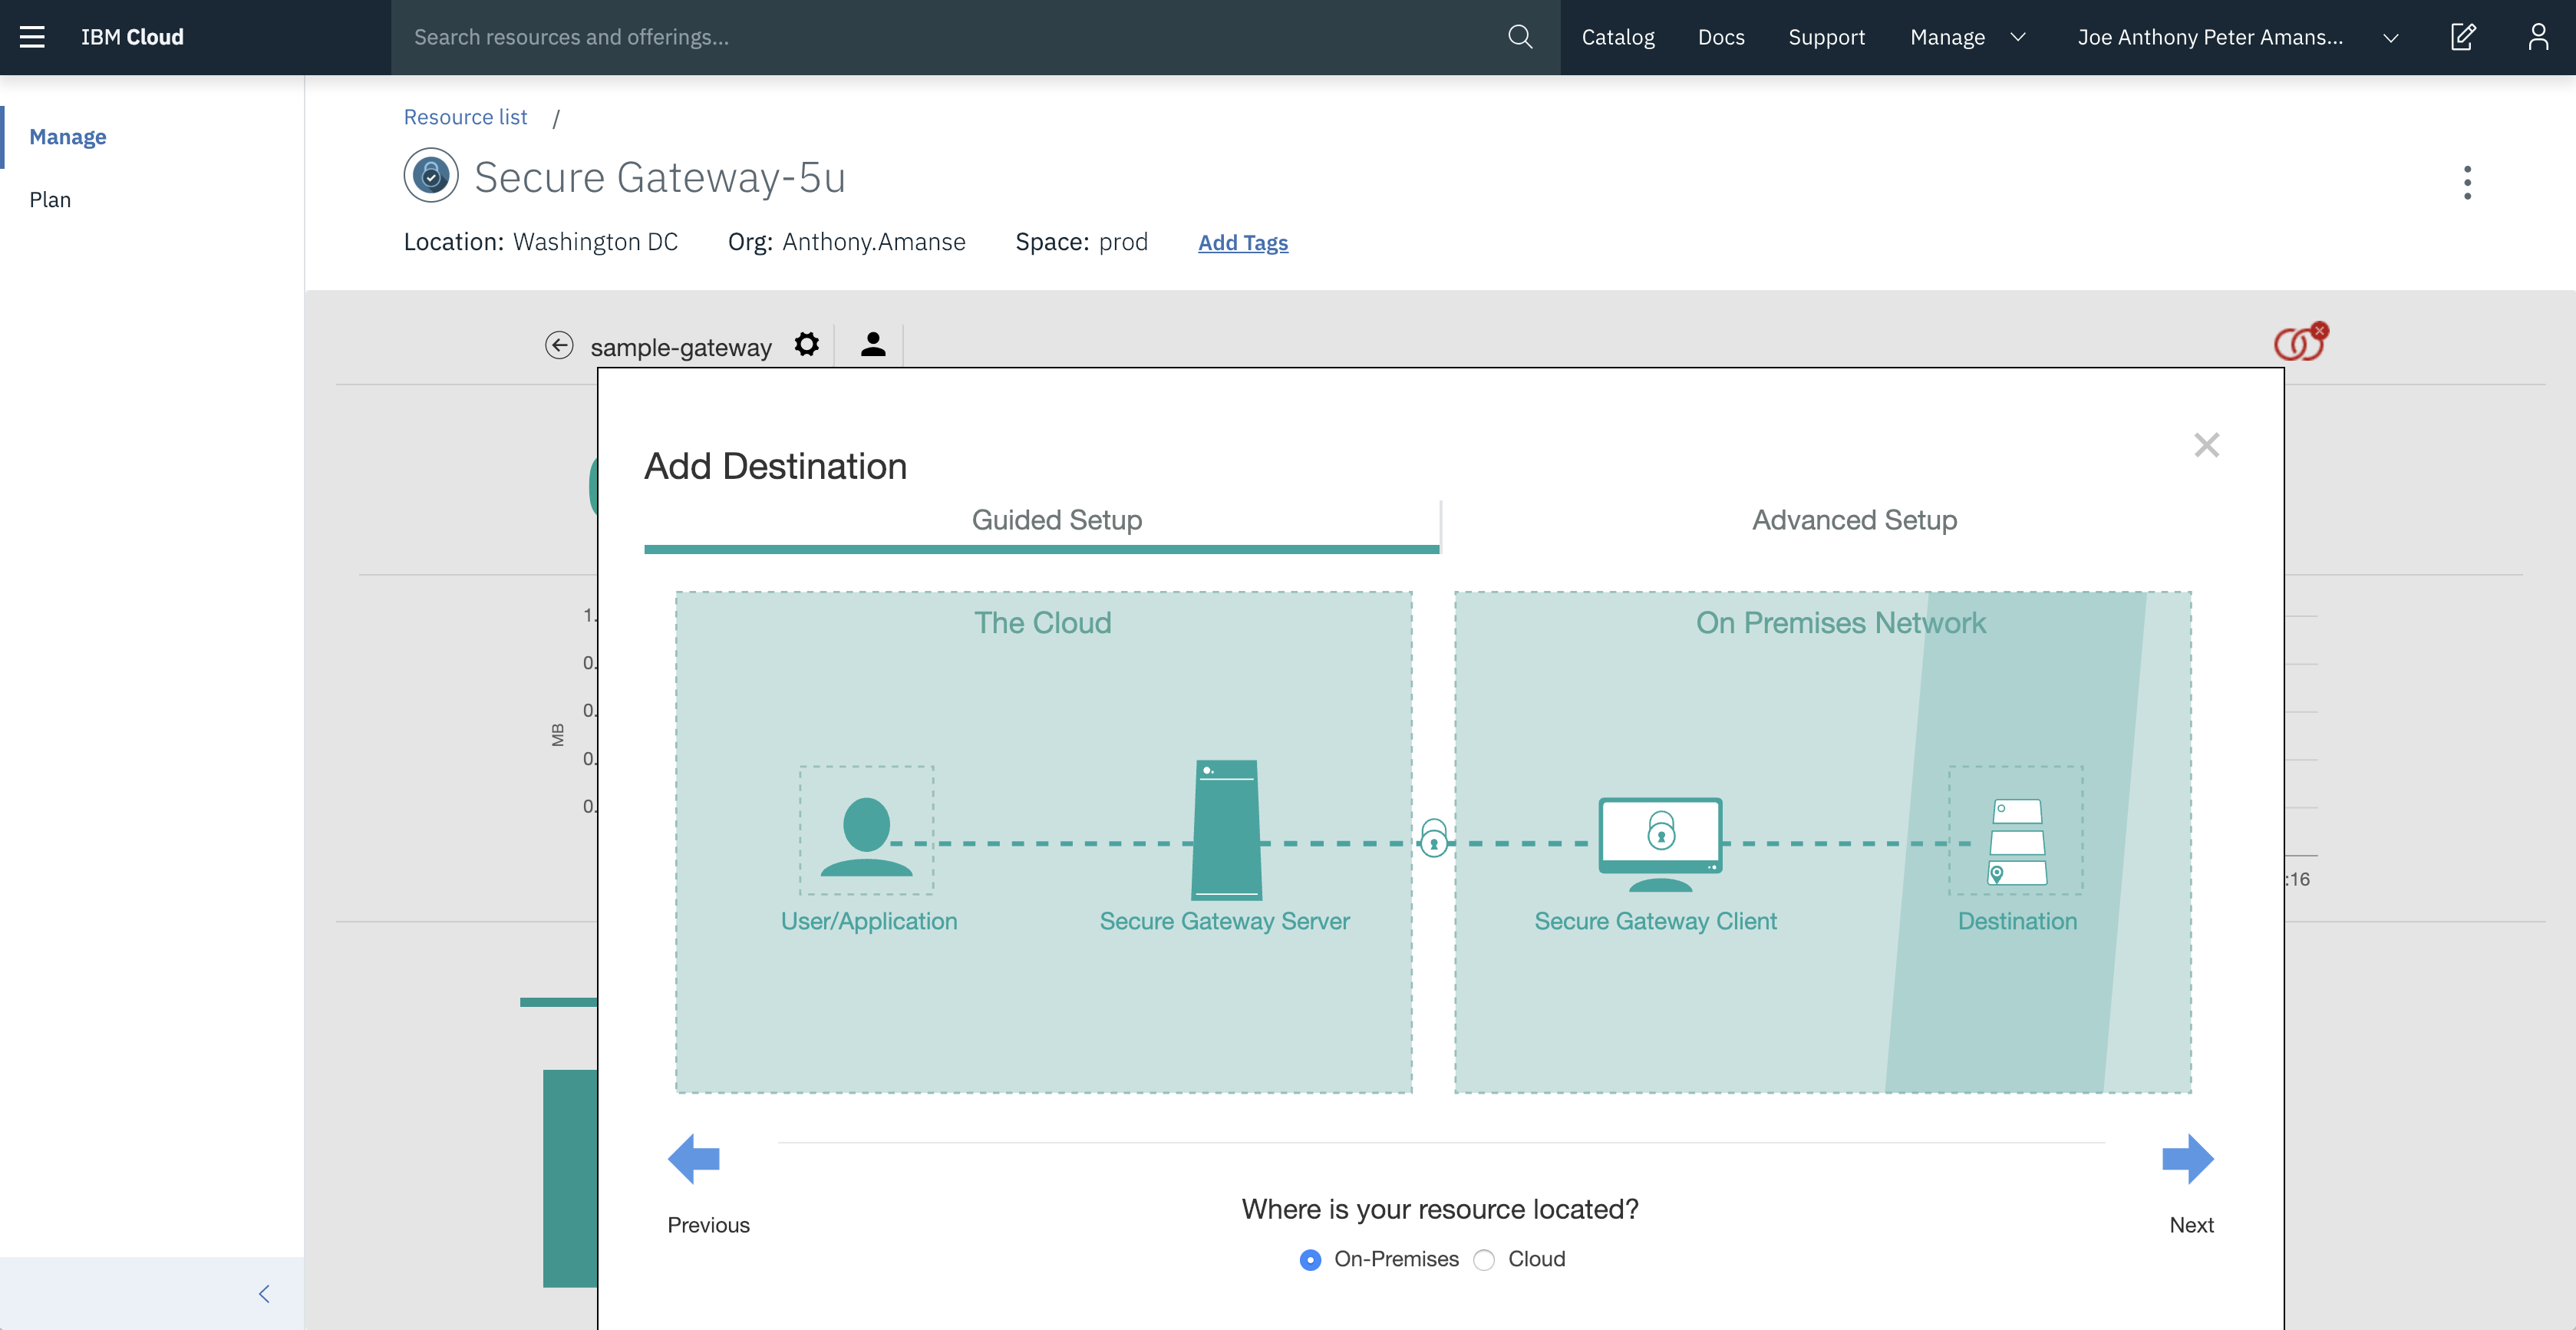 IBM Cloud
Search resources and offerings...
Catalog
Docs
Support
Manage
Joe Anthony Peter Amans...
Manage
Plan
Resource list /
Secure Gateway-5u
Location: Washington DC
Org: Anthony.Amanse
Space: prod
Add Tags
sample-gateway
Add Destination
Guided Setup
Advanced Setup
The Cloud
On Premises Network
1.
0.
0.
0.
0.
MB
:16
User/Application
Secure Gateway Server
Secure Gateway Client
Destination
Previous
Next
Where is your resource located?
On-Premises
Cloud